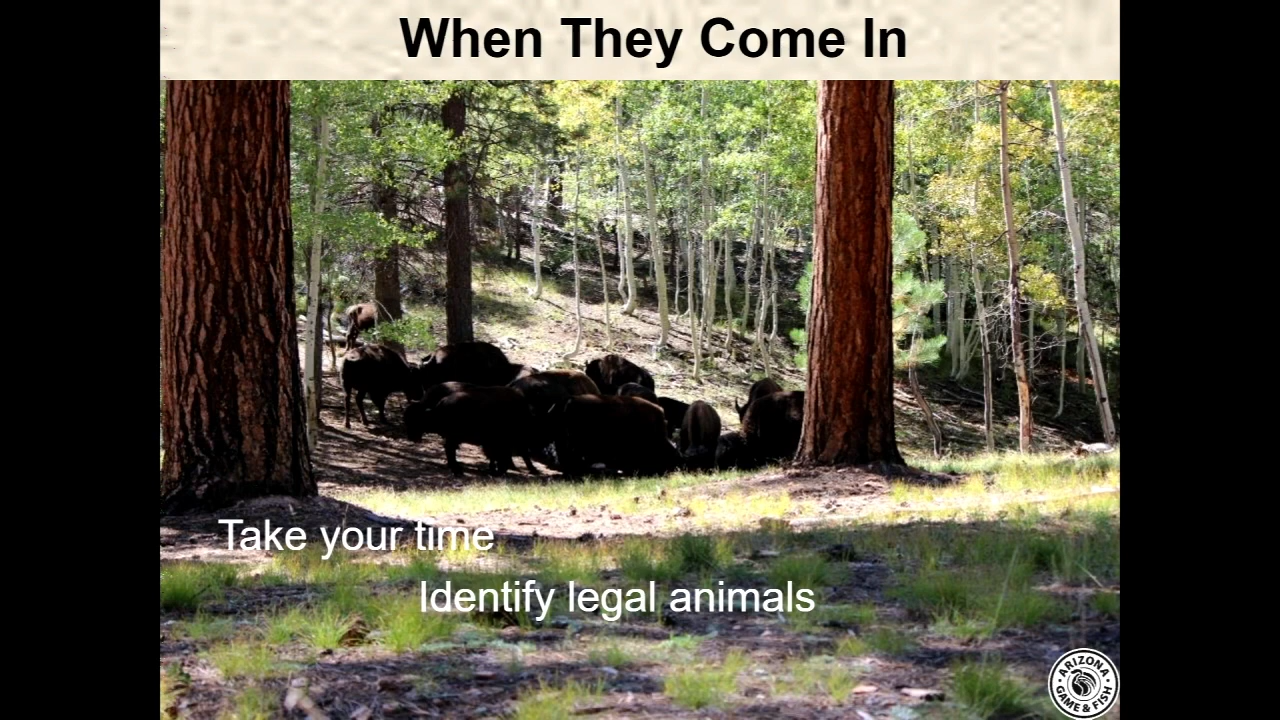 When They Come In
Take your time
Identify legal animals
ARIZONA
GAME & FISH